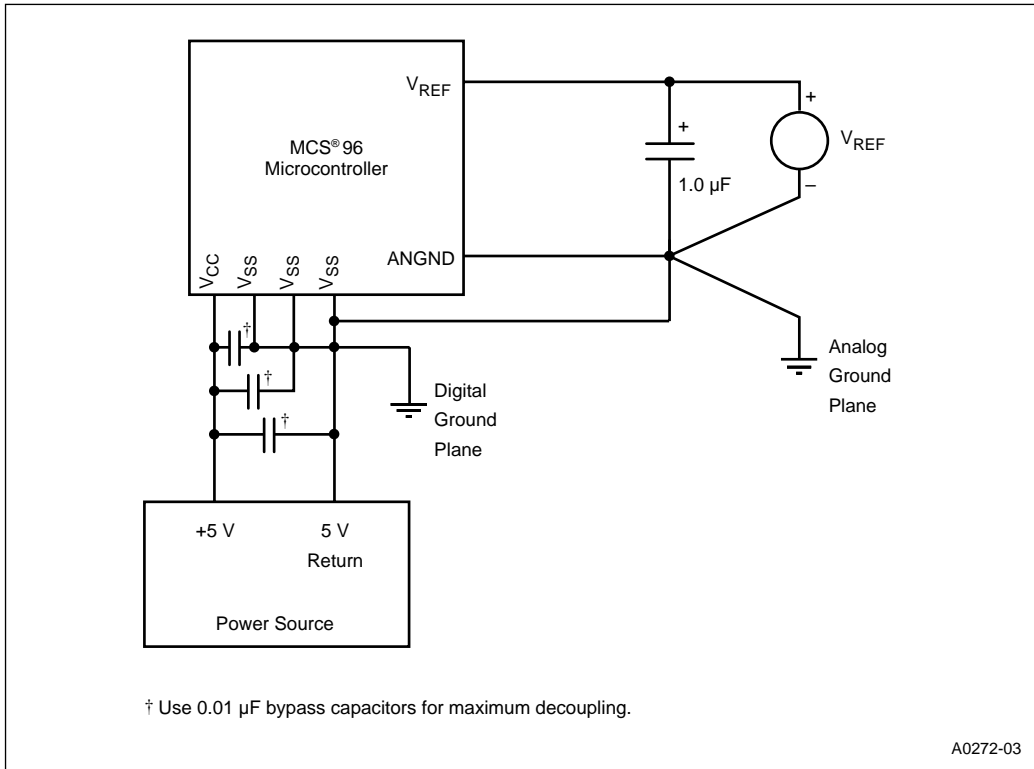 VREF
MCS® 96
Microcontroller
ANGND
VCC
VSS
VSS
VSS
+
1.0 µF
+
VREF
–
†
†
†
Digital
Ground
Plane
Analog
Ground
Plane
+5 V
5 V
Return
Power Source
† Use 0.01 µF bypass capacitors for maximum decoupling.
A0272-03